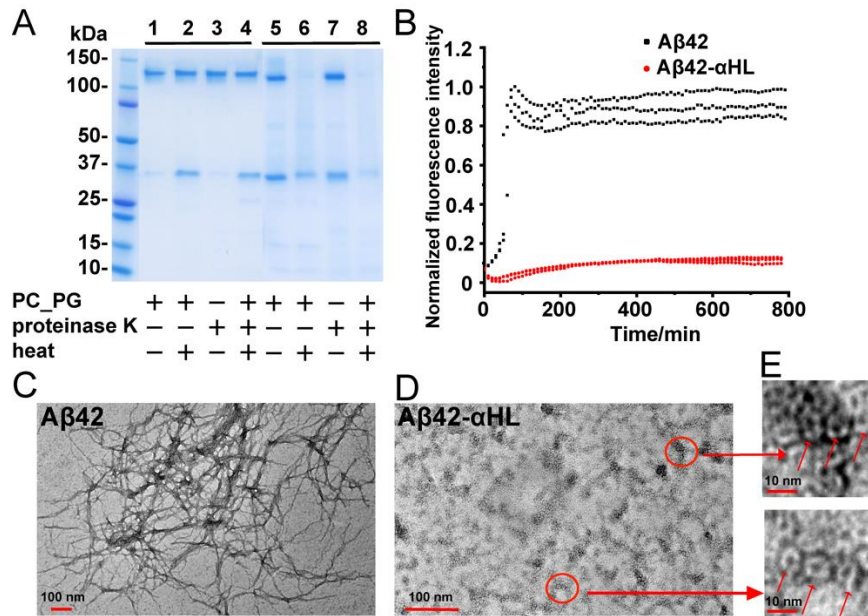 A
kDa
1 2 3 4 5 6 7 8
150-
100-
50-
37-
25-
15-
10-
PC_PG + + − + + + − +
proteinase K − − + + − − + +
heat − + − + − + − +
B
Normalized fluorescence intensity
1.2
1.0
0.8
0.6
0.4
0.2
0
0 200 400 600 800
Time/min
Aβ42
Aβ42-αHL
C
Aβ42
100 nm
D
Aβ42-αHL
100 nm
E
10 nm
10 nm